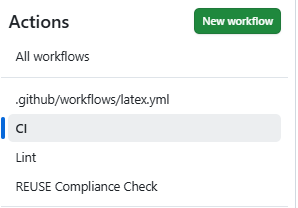 Actions
New workflow
All workflows
.github/workflows/latex.yml
CI
Lint
REUSE Compliance Check